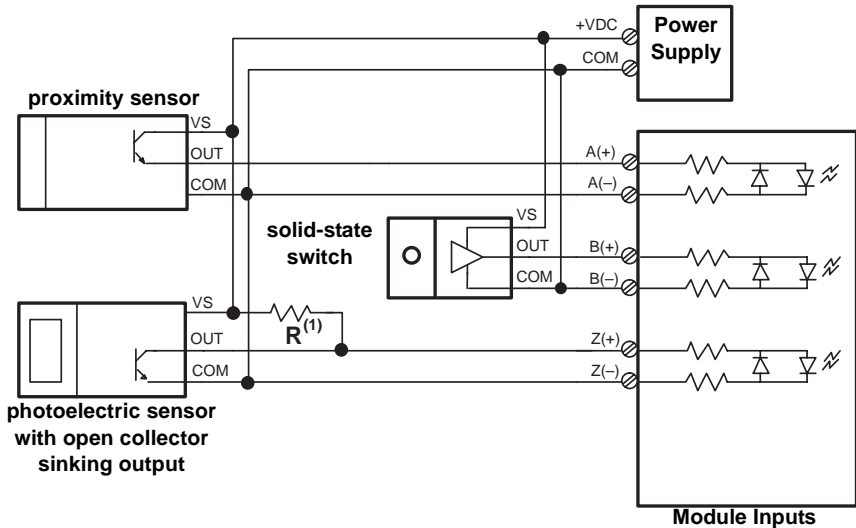 +VDC
COM
Power
Supply
proximity sensor
VS
OUT
COM
A(+)
A(–)
solid-state
switch
VS
OUT
COM
B(+)
B(–)
VS
R(1)
OUT
COM
Z(+)
Z(–)
photoelectric sensor
with open collector
sinking output
Module Inputs